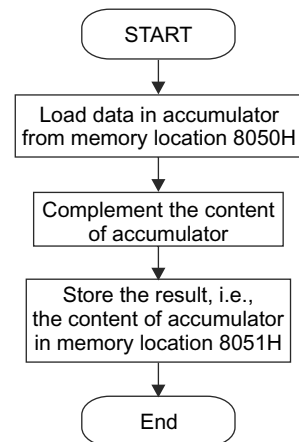 START
Load data in accumulator
from memory location 8050H
Complement the content
of accumulator
Store the result, i.e.,
the content of accumulator
in memory location 8051H
End